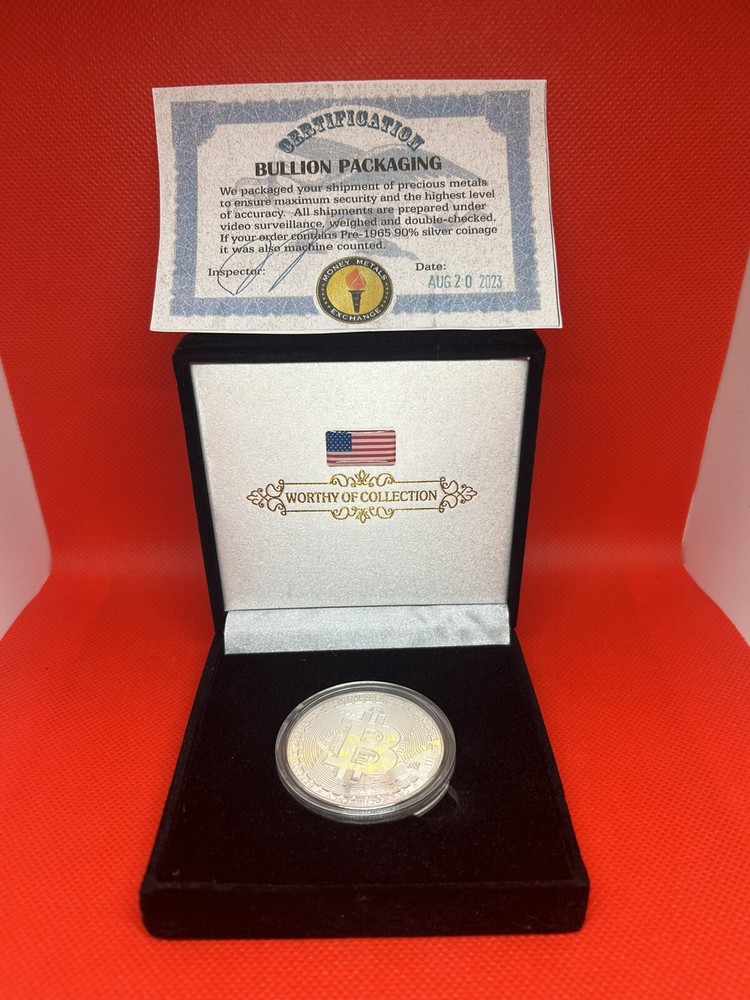 CERTIFICATION
BULLION PACKAGING
We packaged your shipment of precious metals
to ensure maximum security and the highest level
of accuracy. All shipments are prepared under
video surveillance, weighed and double-checked.
If your order contains Pre-1965 90% silver coinage
it was also machine counted.
Inspector:
Date:
AUG 20 2023
MONEY METALS
EXCHANGE
WORTHY OF COLLECTION
B